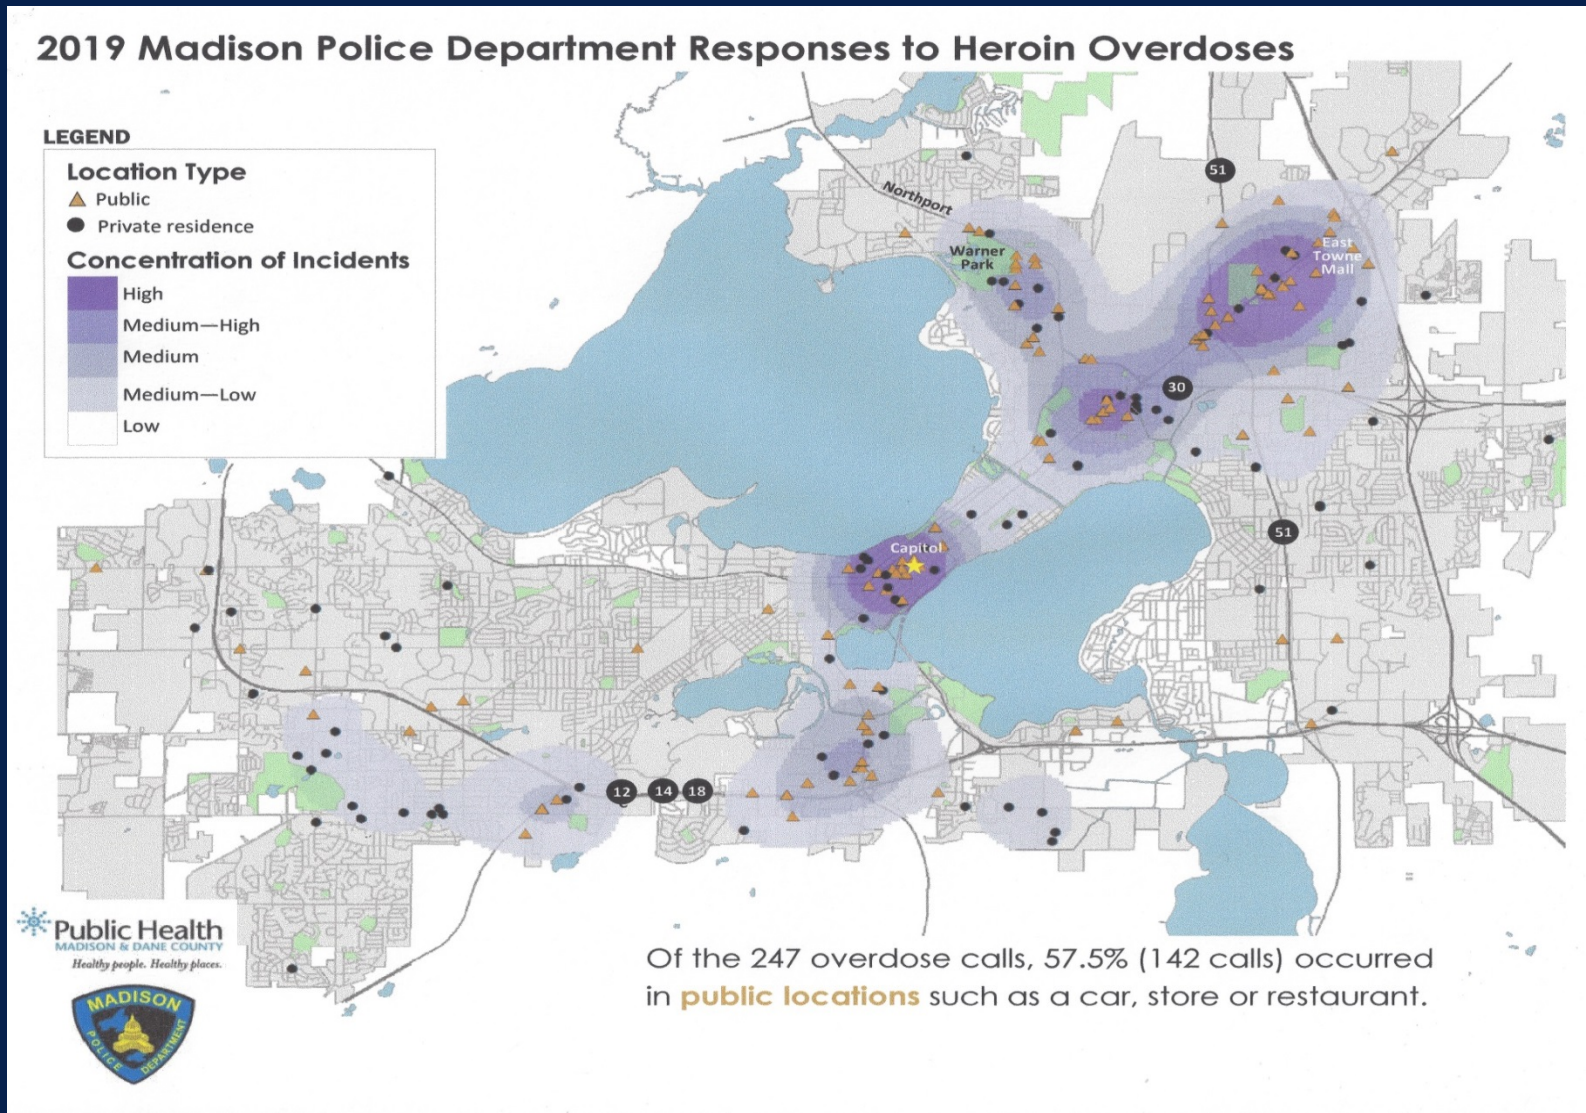 2019 Madison Police Department Responses to Heroin Overdoses
LEGEND
Location Type
Public
Private residence
Concentration of Incidents
High
Medium—High
Medium
Medium—Low
Low
51
Northport
Warner
Park
East
Towne
Mall
30
51
Capitol
12
14
18
Public Health
MADISON & DANE COUNTY
Healthy people. Healthy places.
MADISON
POLICE DEPARTMENT
Of the 247 overdose calls, 57.5% (142 calls) occurred
in public locations such as a car, store or restaurant.